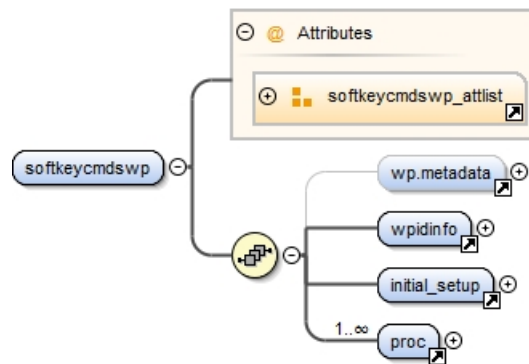 @ Attributes
softkeycmdswp_attlist
softkeycmdswp
wp.metadata
wpidinfo
initial_setup
1..∞
proc